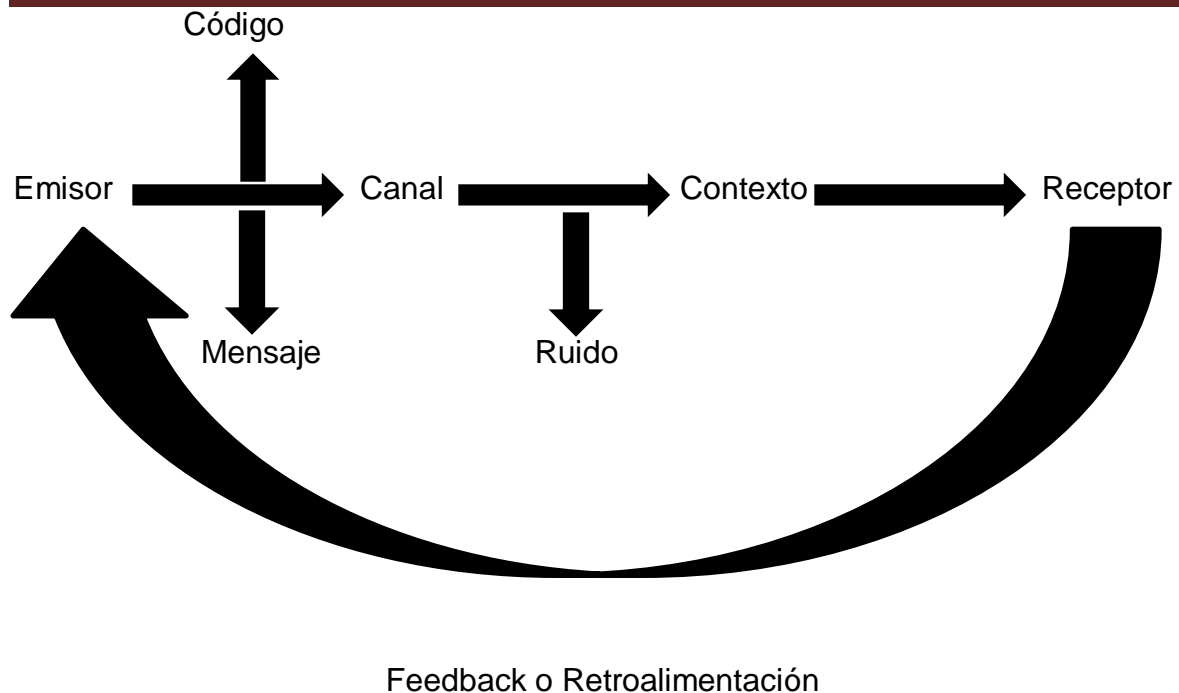 Código
Emisor Canal Contexto Receptor
Mensaje Ruido
Feedback o Retroalimentación